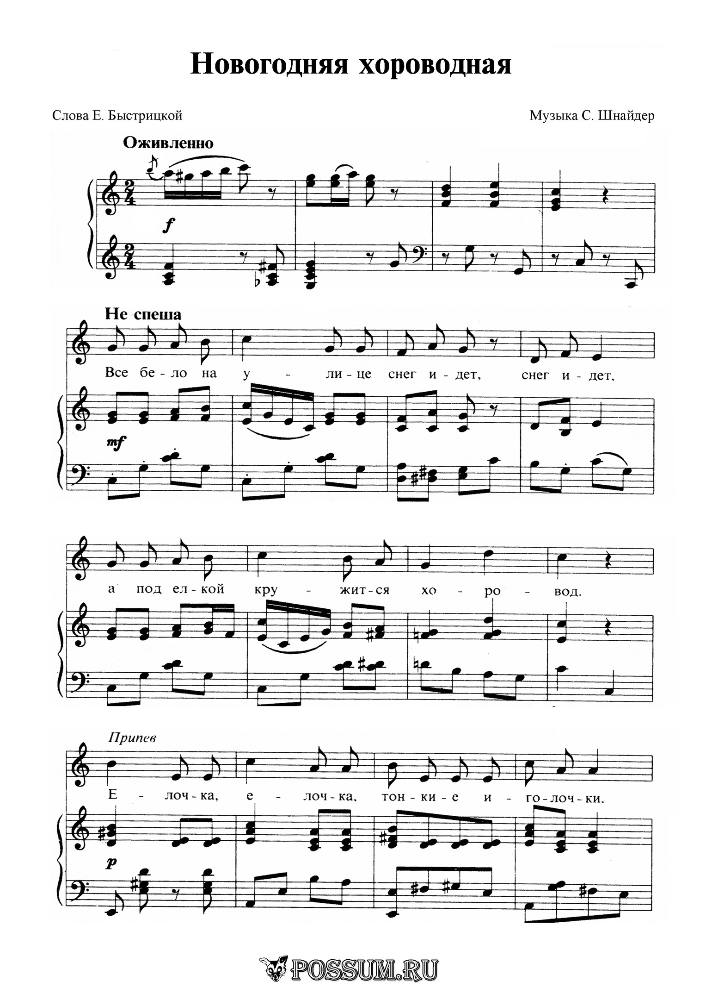 Новогодняя хороводная
Слова Е. Быстрицкой
Музыка С. Шнайдер
Оживленно
f
Не спеша
Все бе - ло на у - ли - це снег и - дет, снег и - дет.
mf
а под ел - кой кру - жит - ся хо - ро - вод.
Припев
Е - лоч - ка, е - лоч - ка. тон - ки - е и - го - лоч - ки.
p
POSSUM.RU